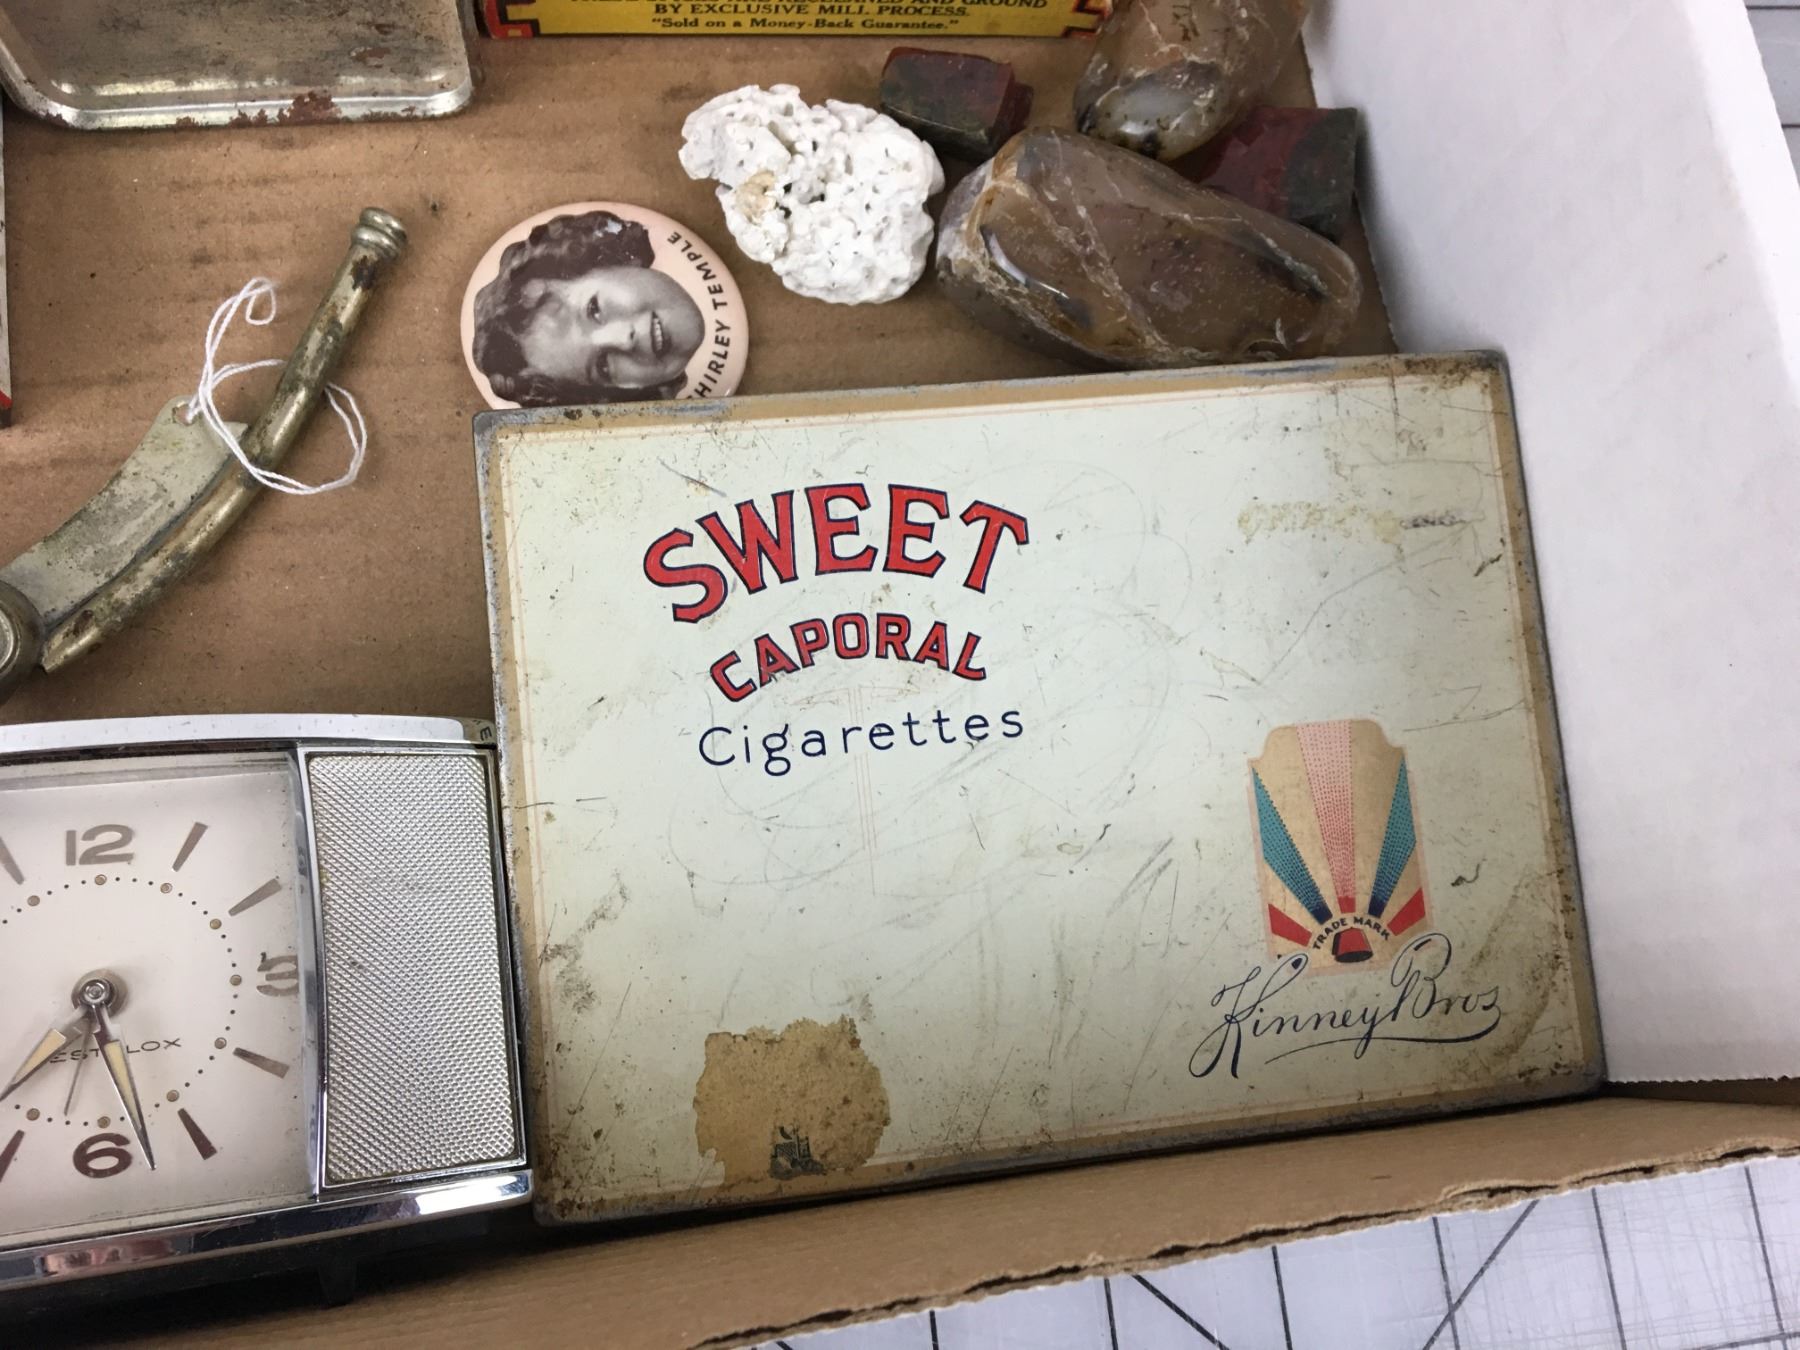 BY EXCLUSIVE MILL PROCESS.
"Sold on a Money-Back Guarantee."
SHIRLEY TEMPLE
SWEET
CAPORAL
Cigarettes
TRADE MARK
Kinney Bros
12
6